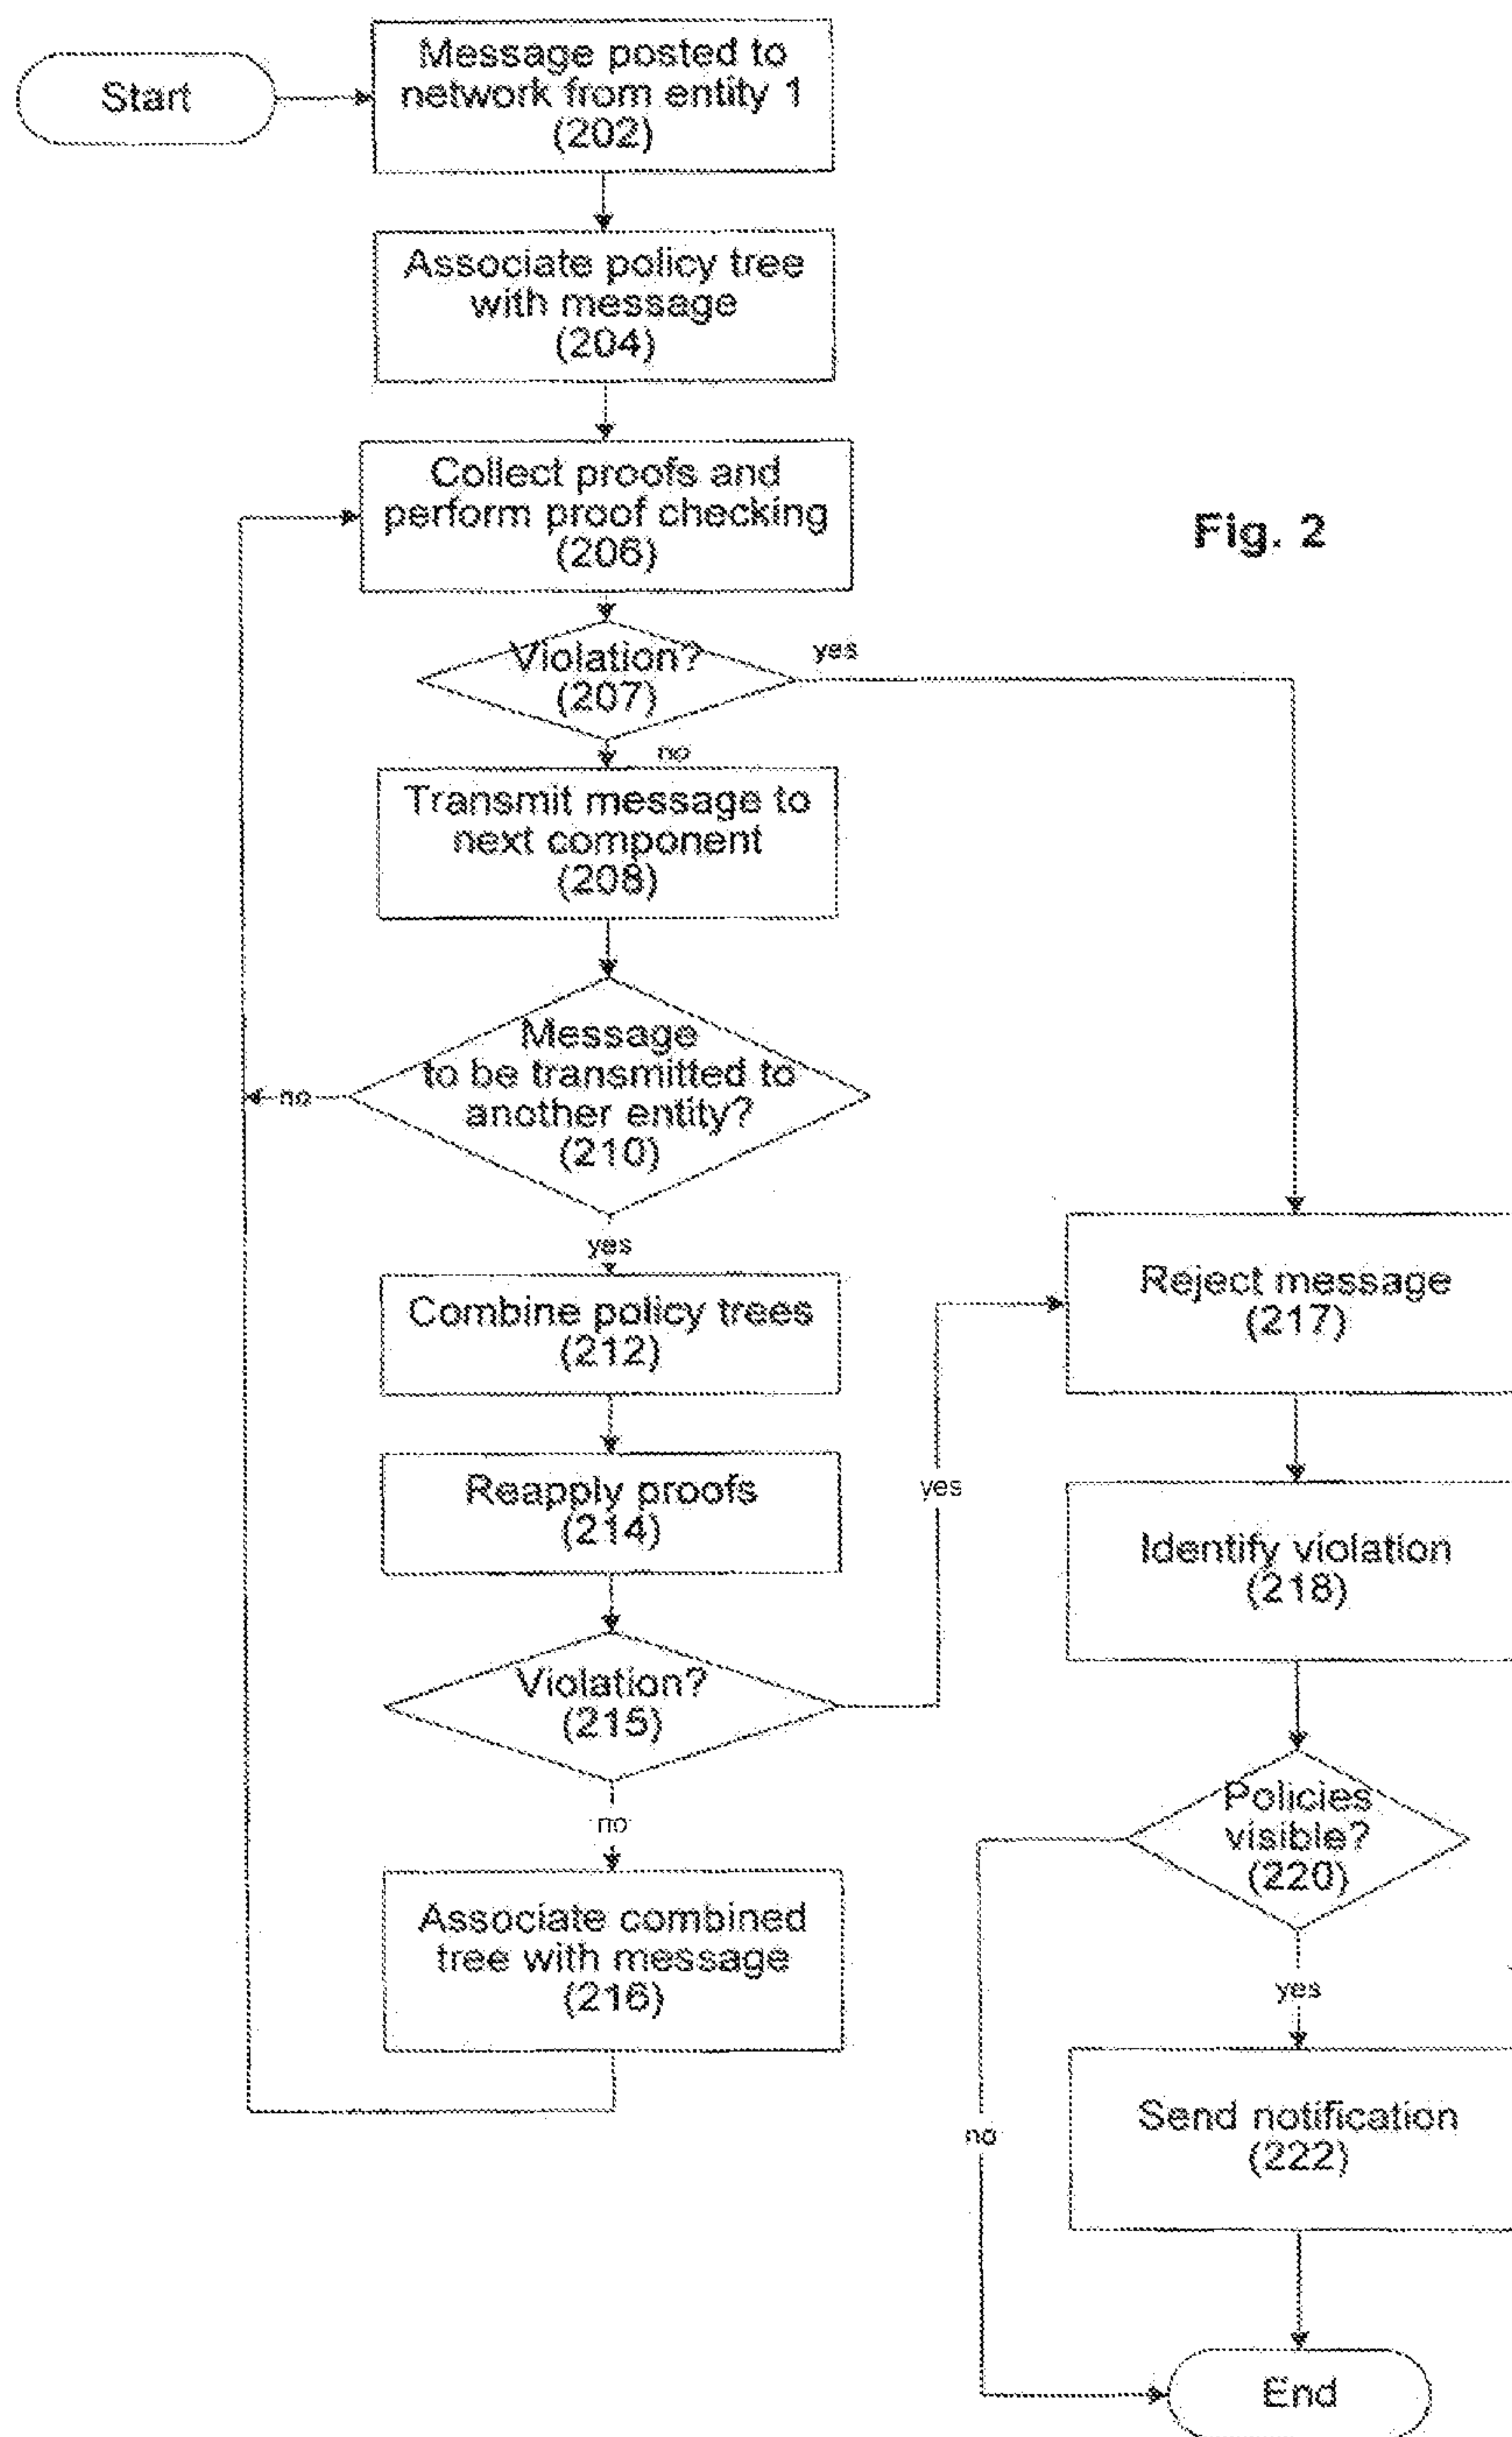 Start
Message posted to
network from entity 1
(202)
Associate policy tree
with message
(204)
Collect proofs and
perform proof checking
(206)
Fig. 2
Violation?
(207)
yes
no
Transmit message to
next component
(208)
Message
to be transmitted to
another entity?
(210)
no
yes
Combine policy trees
(212)
Reapply proofs
(214)
yes
Violation?
(215)
no
Associate combined
tree with message
(216)
Reject message
(217)
Identify violation
(218)
Policies
visible?
(220)
yes
no
Send notification
(222)
End